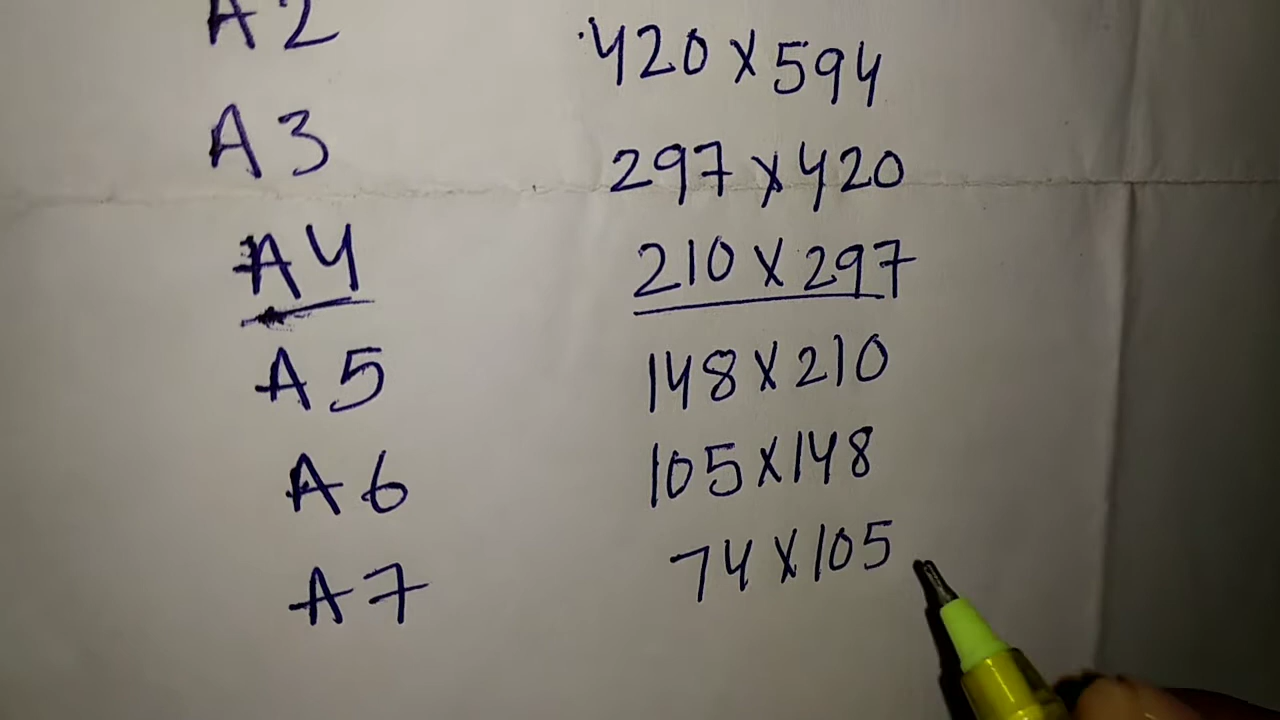 A2 420 X 594
A3 297 X 420
A4 210 X 297
A5 148 X 210
A6 105 X 148
A7 74 X 105